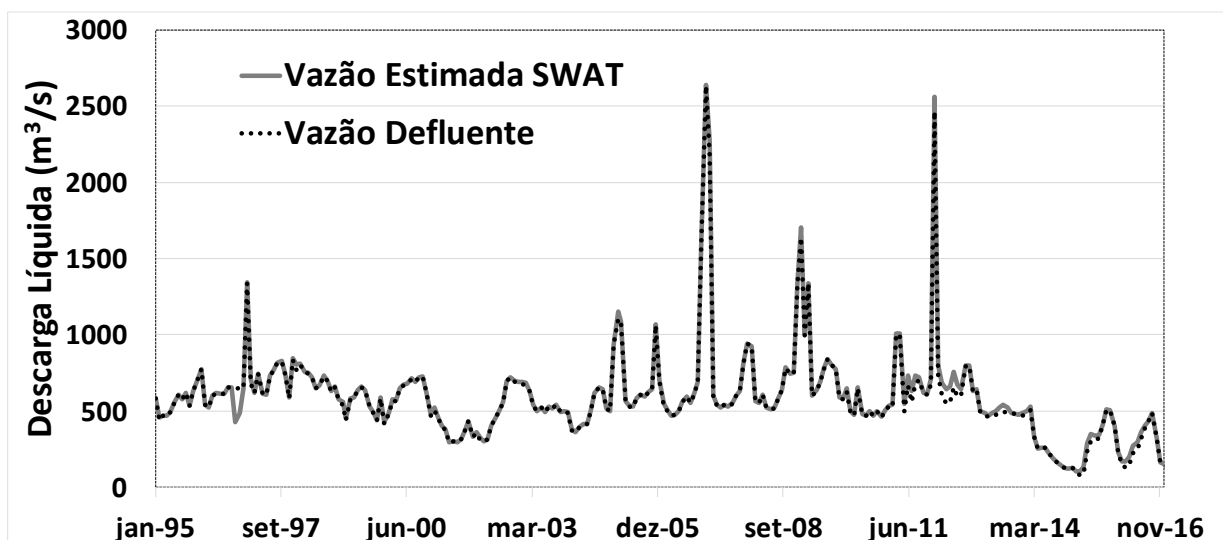 3000
2500
2000
1500
1000
500
0
Descarga Líquida (m³/s)
Vazão Estimada SWAT
Vazão Defluente
jan-95 set-97 jun-00 mar-03 dez-05 set-08 jun-11 mar-14 nov-16